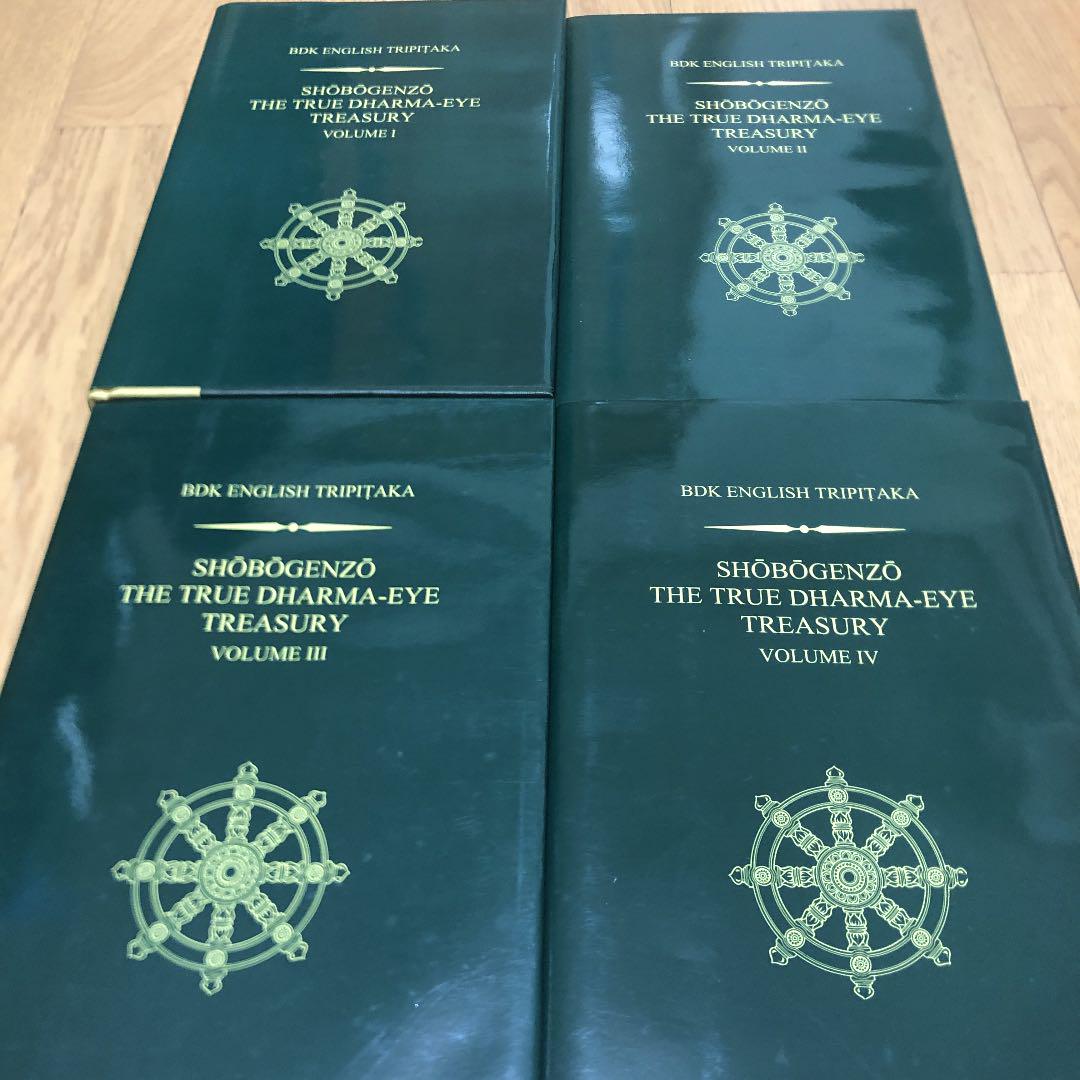 BDK ENGLISH TRIPIṬAKA
SHŌBŌGENZŌ
THE TRUE DHARMA-EYE
TREASURY
VOLUME I
BDK ENGLISH TRIPIṬAKA
SHŌBŌGENZŌ
THE TRUE DHARMA-EYE
TREASURY
VOLUME II
BDK ENGLISH TRIPIṬAKA
SHŌBŌGENZŌ
THE TRUE DHARMA-EYE
TREASURY
VOLUME III
BDK ENGLISH TRIPIṬAKA
SHŌBŌGENZŌ
THE TRUE DHARMA-EYE
TREASURY
VOLUME IV